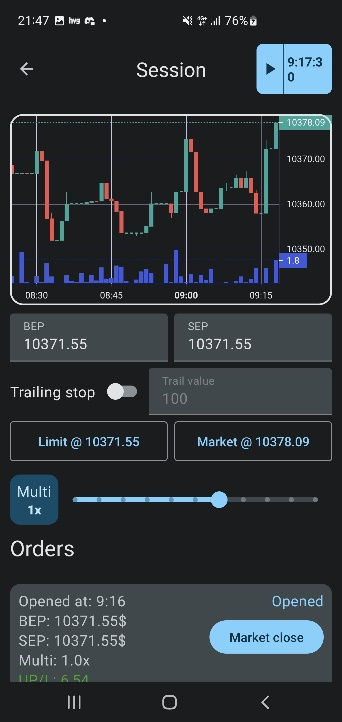 21:47 76%
Session
9:17:3
0
10378.09
10370.00
10360.00
10350.00
1.8
08:30 08:45 09:00 09:15
BEP SEP
10371.55 10371.55
Trailing stop
Trail value
100
Limit @ 10371.55 Market @ 10378.09
Multi
1x
Orders
Opened at: 9:16 Opened
BEP: 10371.55$
SEP: 10371.55$
Market close
Multi: 1.0x
UP/L: 6.54